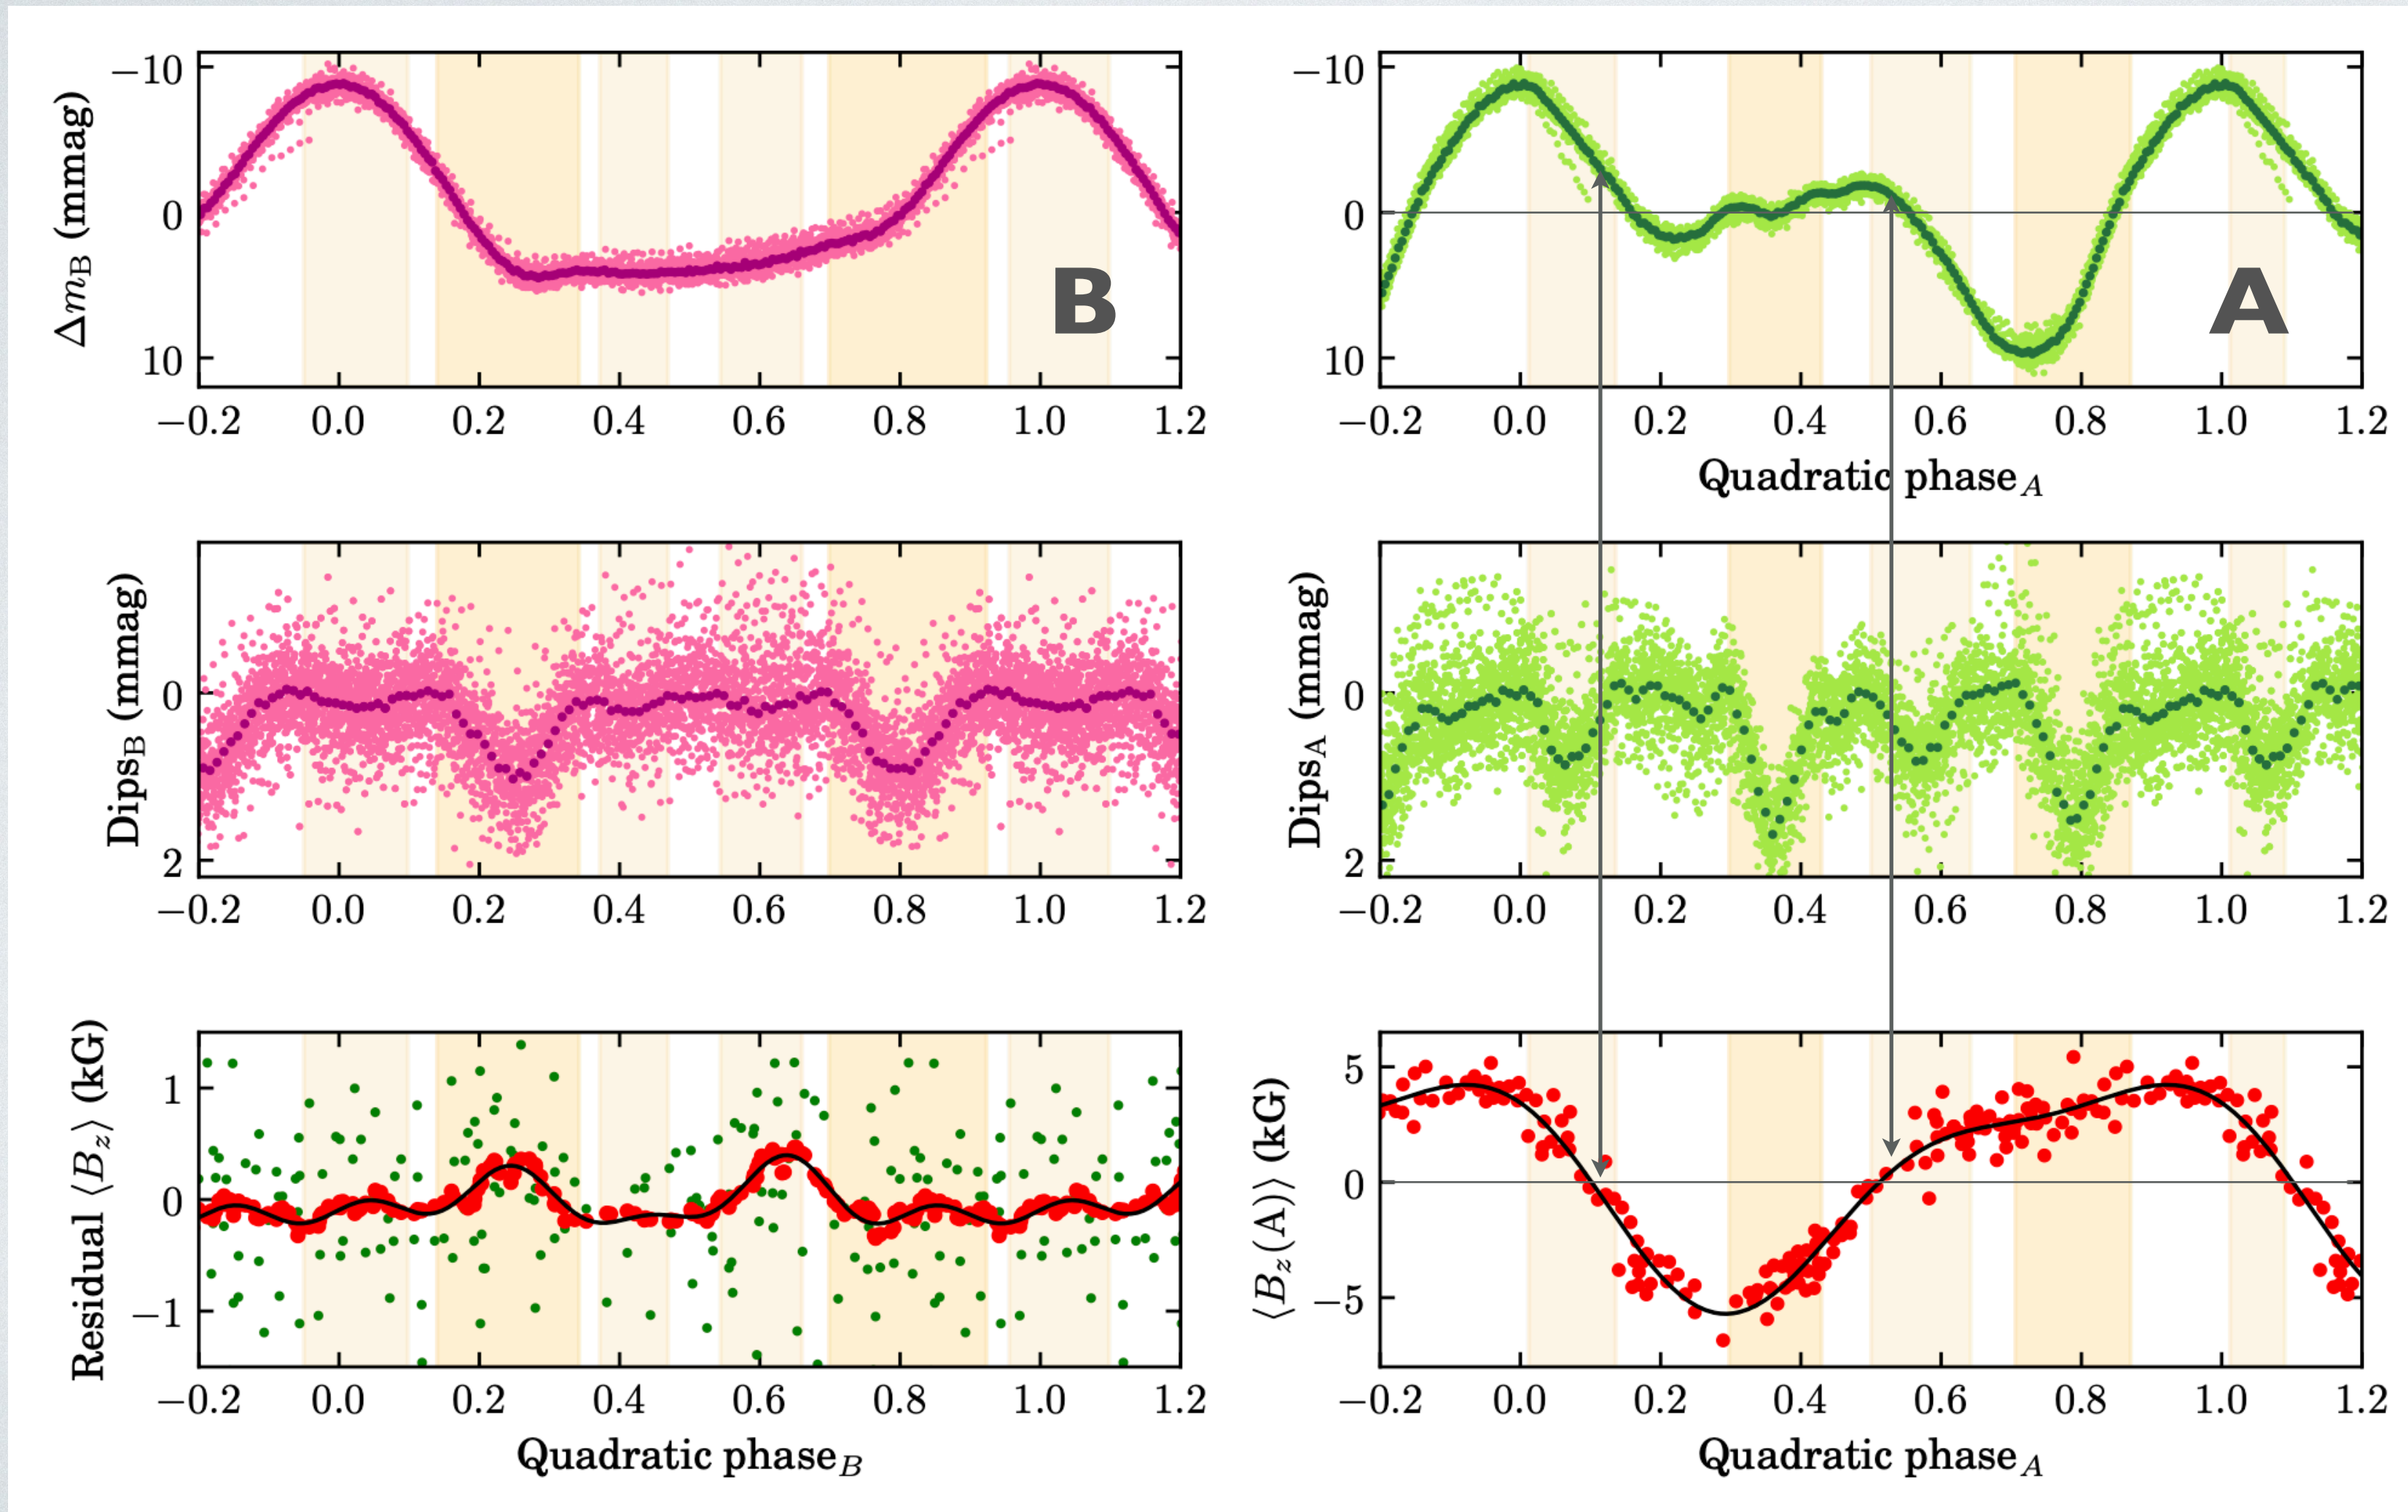 Δm_B (mmag)
−10
0
10
B
−0.2 0.0 0.2 0.4 0.6 0.8 1.0 1.2
−10
0
10
A
−0.2 0.0 0.2 0.4 0.6 0.8 1.0 1.2
Quadratic phase_A
Dips_B (mmag)
0
2
−0.2 0.0 0.2 0.4 0.6 0.8 1.0 1.2
Dips_A (mmag)
0
2
−0.2 0.0 0.2 0.4 0.6 0.8 1.0 1.2
Residual ⟨B_z⟩ (kG)
1
0
−1
−0.2 0.0 0.2 0.4 0.6 0.8 1.0 1.2
Quadratic phase_B
⟨B_z(A)⟩ (kG)
5
0
−5
−0.2 0.0 0.2 0.4 0.6 0.8 1.0 1.2
Quadratic phase_A